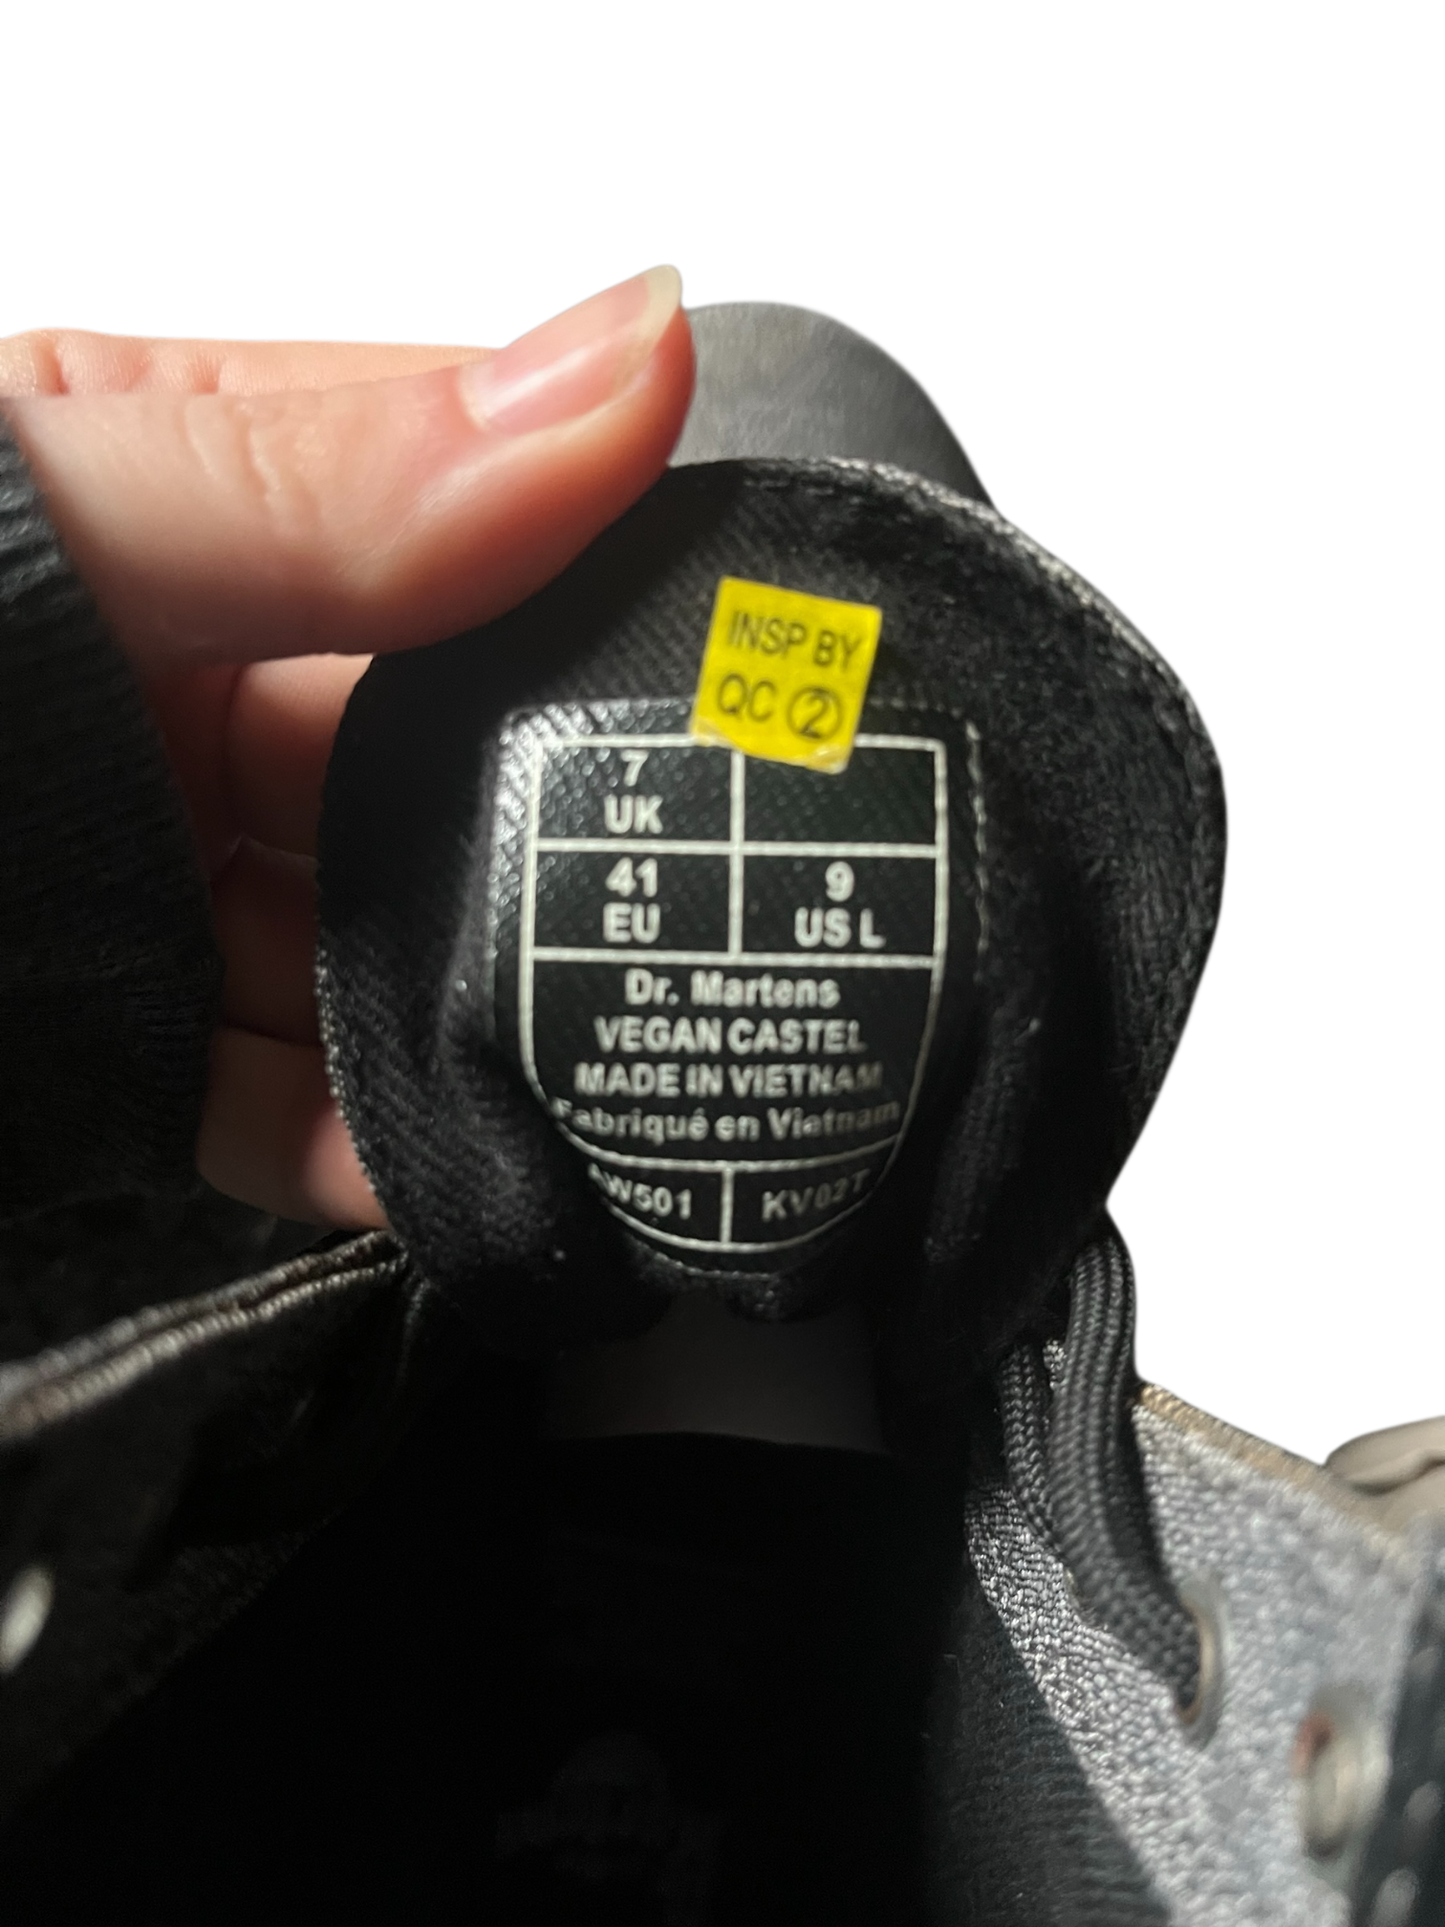 INSP BY
QC ②
7
UK
41
EU
9
US L
Dr. Martens
VEGAN CASTEL
MADE IN VIETNAM
Fabriqué en Vietnam
AW501
KV02T